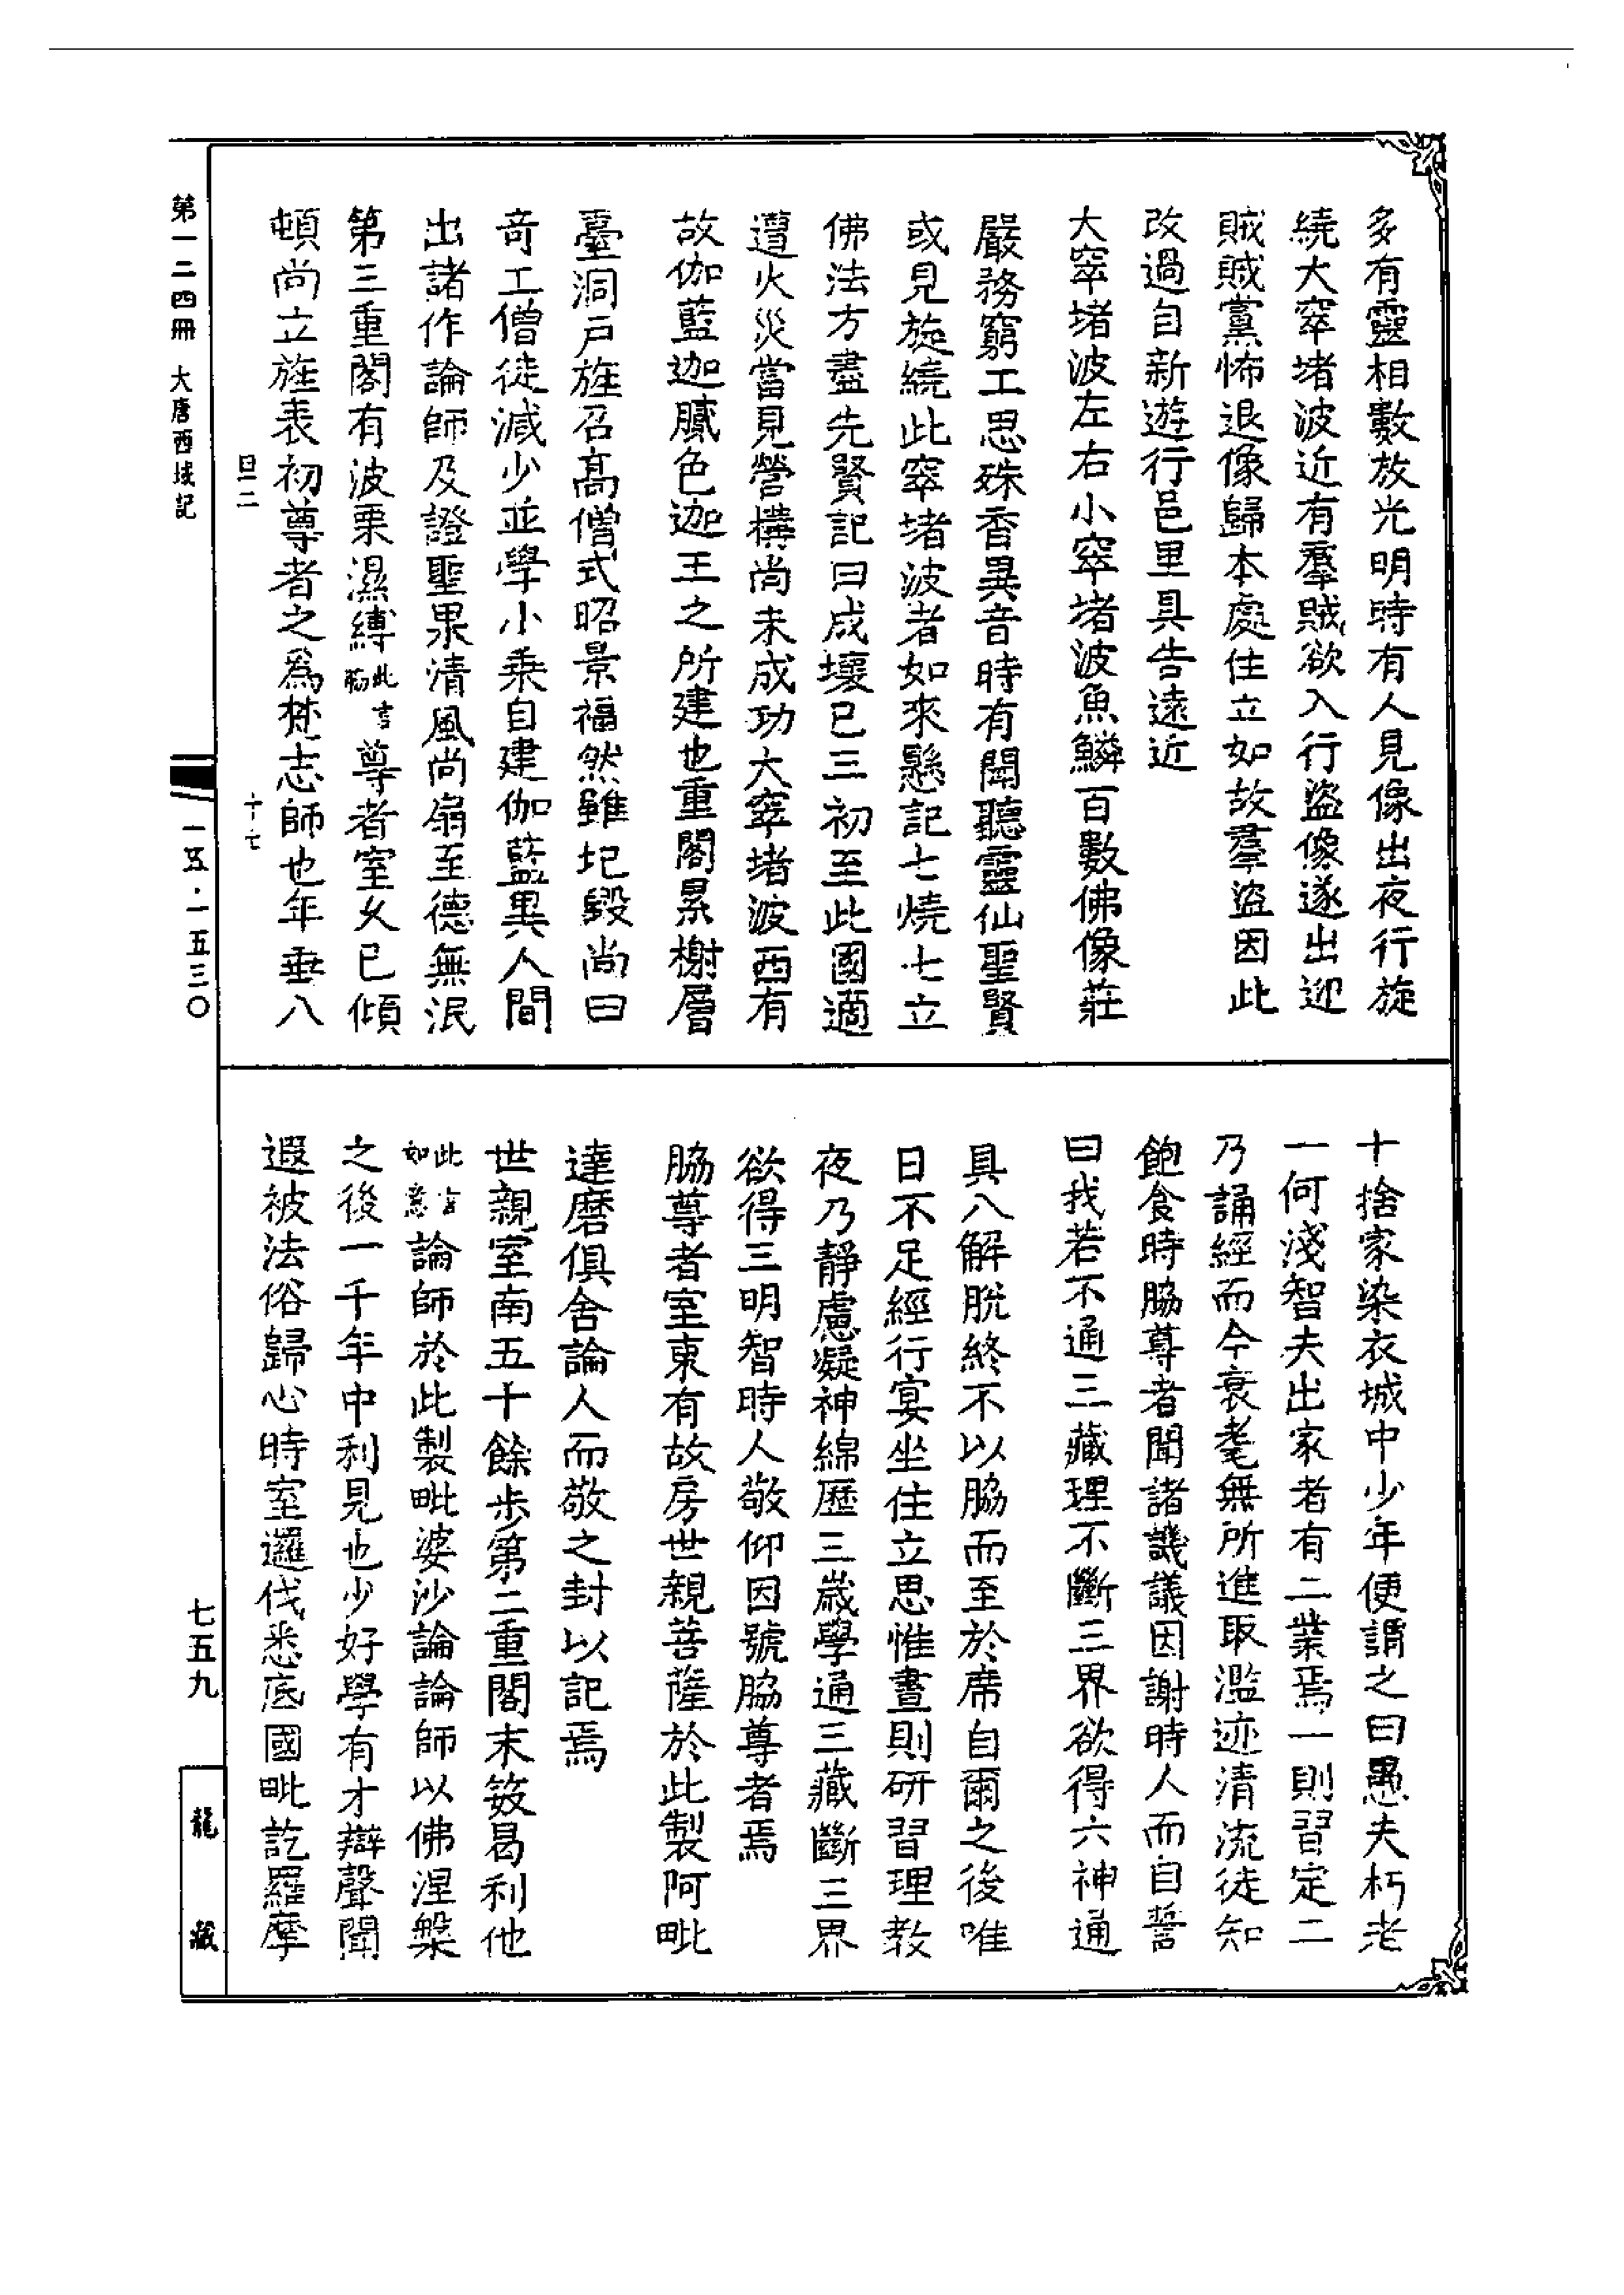 多有靈相數放光明時有人見像出夜行旋
繞大窣堵波近有羣賊欲入行盜像遂出迎
賊賊黨怖退像歸本處住立如故羣盜因此
改過自新遊行邑里具告遠近
大窣堵波左右小窣堵波魚鱗百數佛像莊
嚴務窮工思殊香異音時有聞聽靈仙聖賢
或見旋繞此窣堵波者如來懸記七燒七立
佛法方盡先賢記曰成壞已三初至此國適
遭火災當見營構尚未成功大窣堵波西有
故伽藍迦膩色迦王之所建也重閣累榭層
臺洞戶旌召高僧式昭景福然雖圮毀尚曰
奇工僧徒減少並學小乘自建伽藍異人間
出諸作論師及證聖果清風尚扇至德無泯
第三重閣有波栗濕縛此言脇尊者室久已傾
頓尚立旌表初尊者之為梵志師也年垂八
十捨家染衣城中少年便謂之曰愚夫朽老
一何淺智夫出家者有二業焉一則習定二
乃誦經而今衰耄無所進取濫迹清流徒知
飽食時脇尊者聞諸譏議因謝時人而自誓
曰我若不通三藏理不斷三界欲得六神通
具八解脫終不以脇而至於席自爾之後唯
日不足經行宴坐住立思惟晝則研習理教
夜乃靜慮凝神綿歷三歲學通三藏斷三界
欲得三明智時人敬仰因號脇尊者焉
脇尊者室東有故房世親菩薩於此製阿毗
達磨俱舍論人而敬之封以記焉
世親室南五十餘步第二重閣末笯曷利他
此言如意論師於此製毗婆沙論論師以佛涅槃
之後一千年中利見也少好學有才辯聲聞
遐被法俗歸心時室邏伐悉底國毗訖羅摩
第一二四冊 大唐西域記
十七
一五·一五三〇
七五九
龍藏